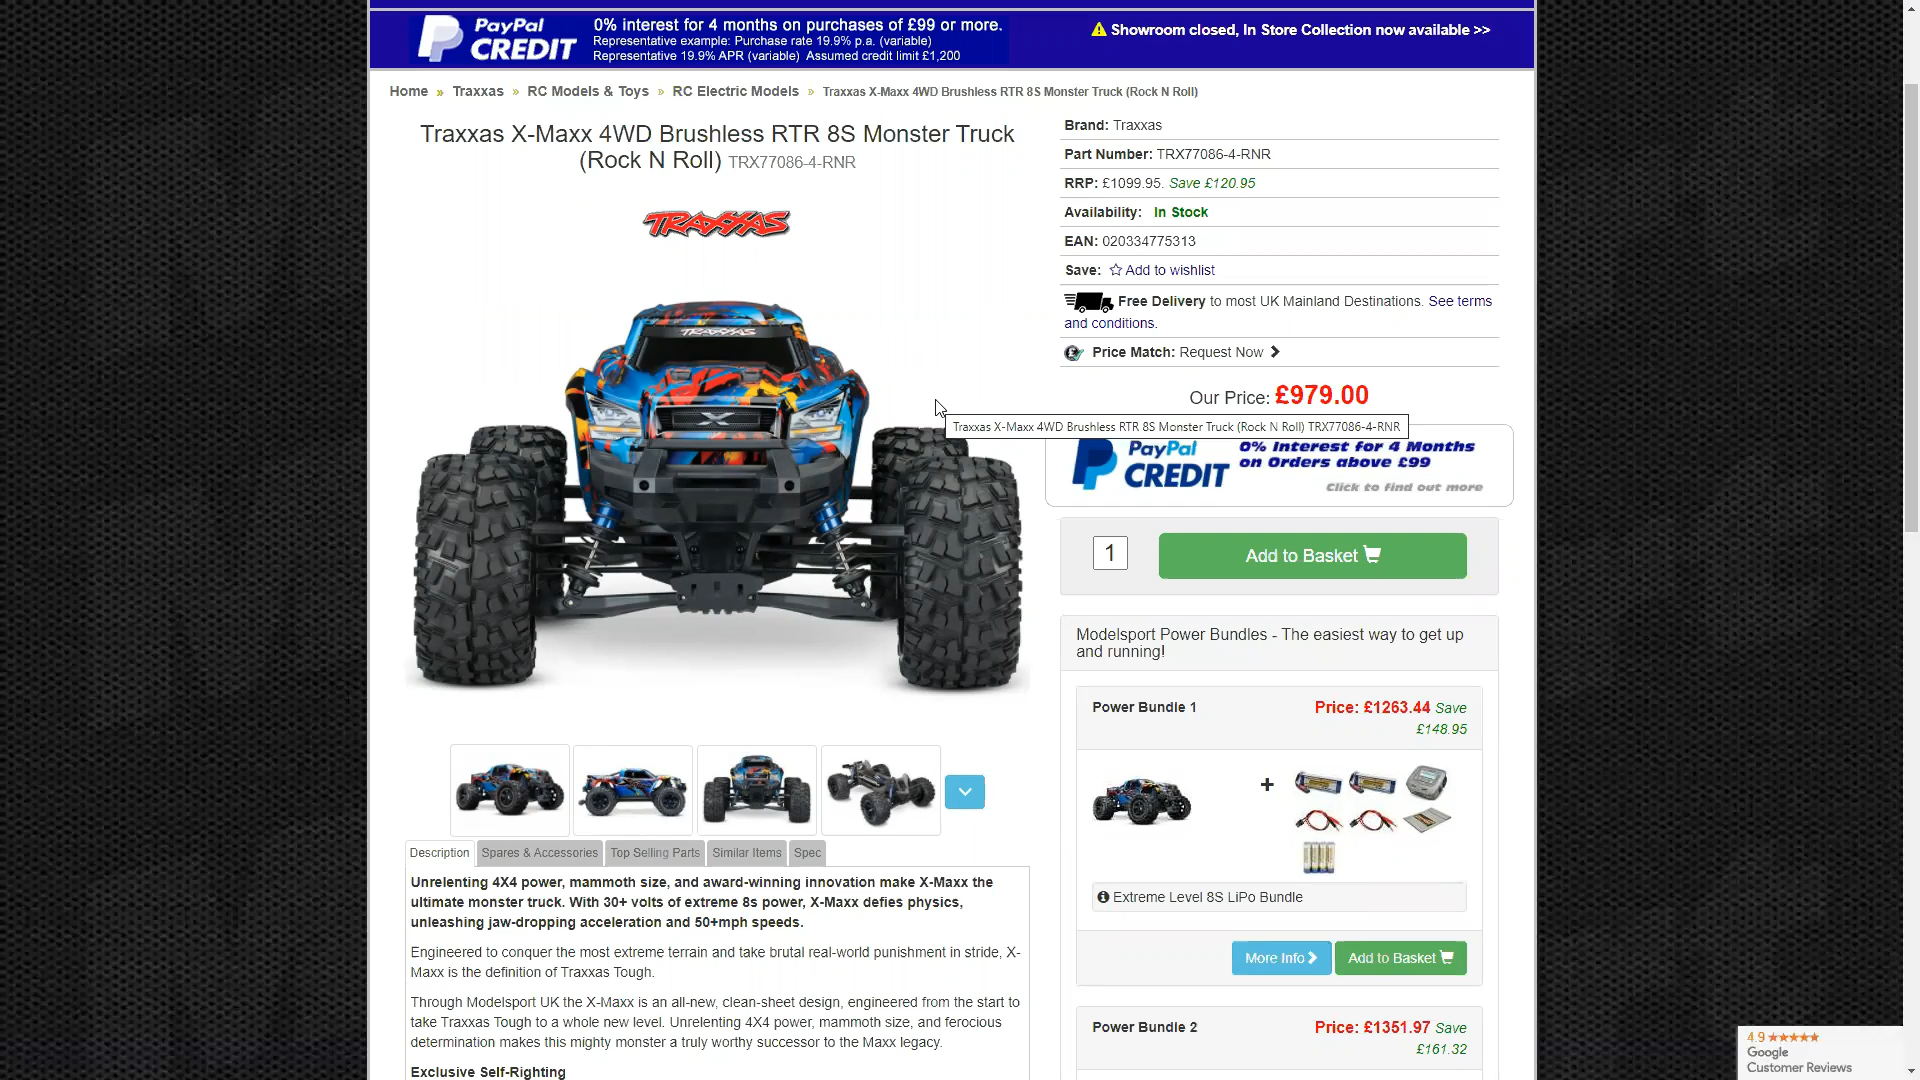 PayPal
CREDIT
0% interest for 4 months on purchases of £99 or more.
Representative example: Purchase rate 19.9% p.a. (variable)
Representative 19.9% APR (variable) Assumed credit limit £1,200
Showroom closed, In Store Collection now available >>
Home » Traxxas » RC Models & Toys » RC Electric Models » Traxxas X-Maxx 4WD Brushless RTR 8S Monster Truck (Rock N Roll)
Traxxas X-Maxx 4WD Brushless RTR 8S Monster Truck
(Rock N Roll) TRX77086-4-RNR
TRAXXAS
TRAXXAS
Brand: Traxxas
Part Number: TRX77086-4-RNR
RRP: £1099.95. Save £120.95
Availability: In Stock
EAN: 020334775313
Save: Add to wishlist
Free Delivery to most UK Mainland Destinations. See terms
and conditions.
Price Match: Request Now
Our Price: £979.00
Traxxas X-Maxx 4WD Brushless RTR 8S Monster Truck (Rock N Roll) TRX77086-4-RNR
PayPal
CREDIT
0% Interest for 4 Months
on Orders above £99
Click to find out more
1
Add to Basket
Modelsport Power Bundles - The easiest way to get up
and running!
Power Bundle 1
Price: £1263.44 Save
£148.95
+
Extreme Level 8S LiPo Bundle
More Info
Add to Basket
Power Bundle 2
Price: £1351.97 Save
£161.32
Description
Spares & Accessories
Top Selling Parts
Similar Items
Spec
Unrelenting 4X4 power, mammoth size, and award-winning innovation make X-Maxx the
ultimate monster truck. With 30+ volts of extreme 8s power, X-Maxx defies physics,
unleashing jaw-dropping acceleration and 50+mph speeds.
Engineered to conquer the most extreme terrain and take brutal real-world punishment in stride, X-
Maxx is the definition of Traxxas Tough.
Through Modelsport UK the X-Maxx is an all-new, clean-sheet design, engineered from the start to
take Traxxas Tough to a whole new level. Unrelenting 4X4 power, mammoth size, and ferocious
determination makes this mighty monster a truly worthy successor to the Maxx legacy.
Exclusive Self-Righting
4.9 ★★★★★
Google
Customer Reviews